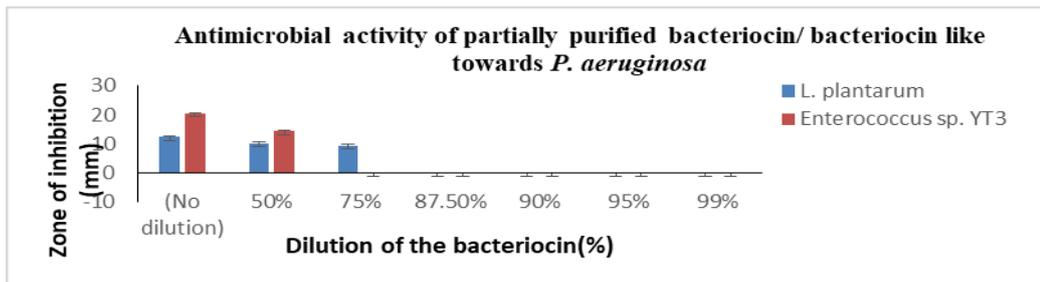 Antimicrobial activity of partially purified bacteriocin/ bacteriocin like
towards P. aeruginosa
Zone of inhibition
(mm)
30
20
10
0
-10
(No
dilution)
50%
75%
87.50%
90%
95%
99%
Dilution of the bacteriocin(%)
L. plantarum
Enterococcus sp. YT3